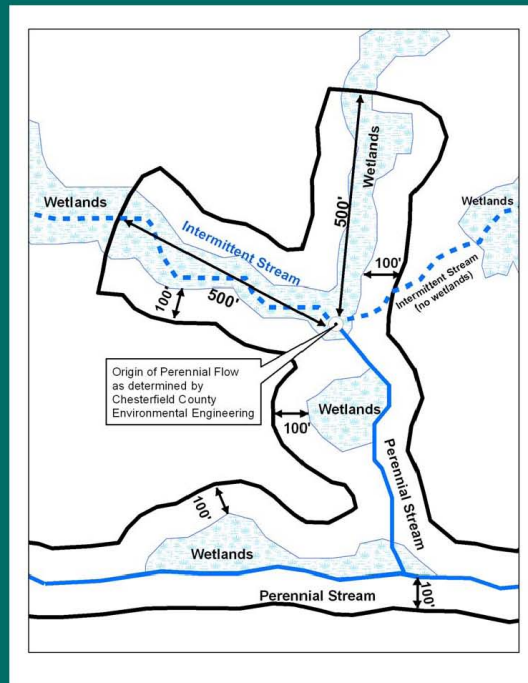 Wetlands
500'
Wetlands
Wetlands
Intermittent Stream
100'
Intermittent Stream
(no wetlands)
100'
500'
Origin of Perennial Flow
as determined by
Chesterfield County
Environmental Engineering
Wetlands
100'
Perennial Stream
100'
Wetlands
Perennial Stream
100'